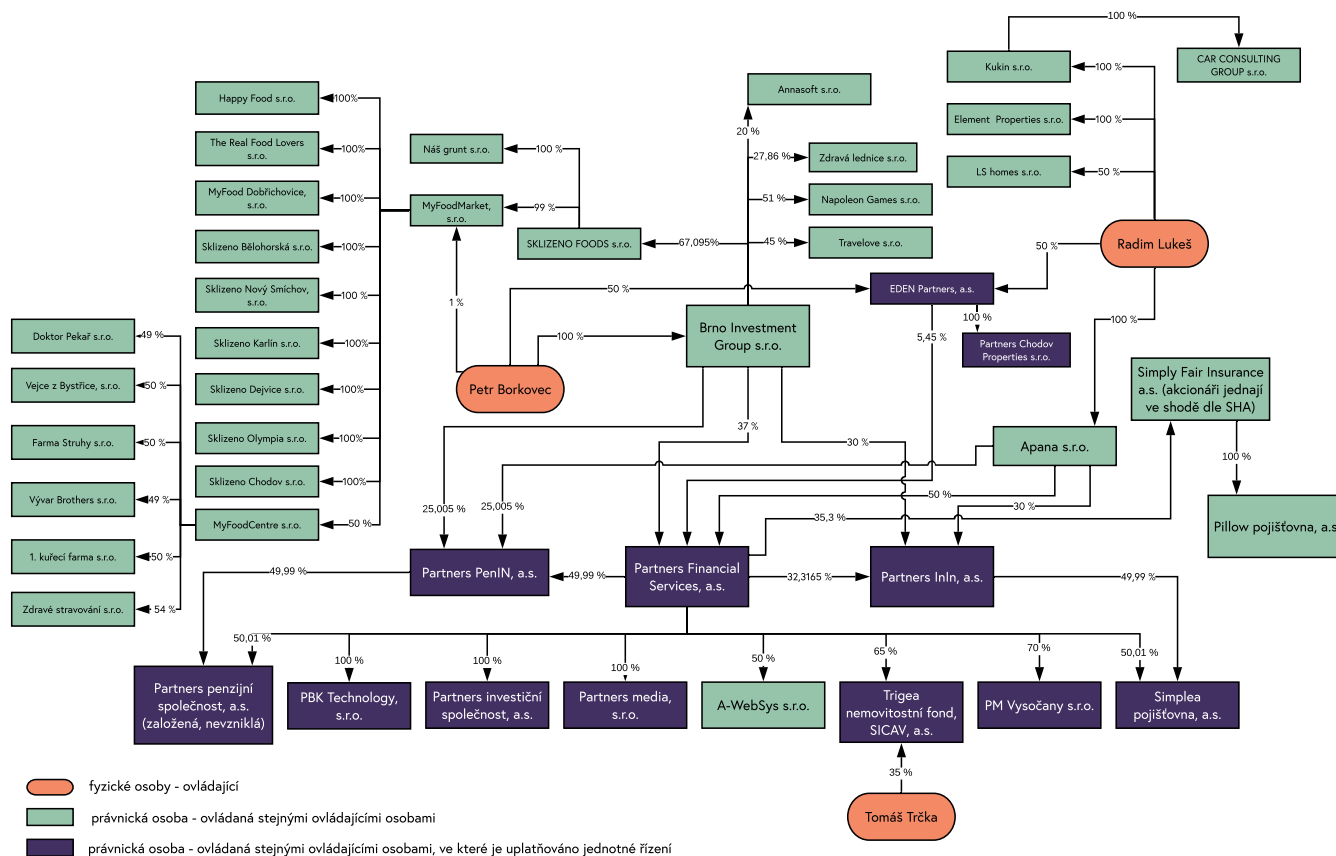 100 %
Kukin s.r.o.
100 %
CAR CONSULTING
GROUP s.r.o.
Happy Food s.r.o.
100%
Annasoft s.r.o.
20 %
Element  Properties s.r.o.
100 %
The Real Food Lovers
s.r.o.
100%
Náš grunt s.r.o.
100 %
27,86 %
Zdravá lednice s.r.o.
LS homes s.r.o.
50 %
MyFood Dobřichovice,
s.r.o.
100%
MyFoodMarket,
s.r.o.
99 %
51 %
Napoleon Games s.r.o.
Sklizeno Bělohorská s.r.o.
100%
SKLIZENO FOODS s.r.o.
67,095%
45 %
Travelove s.r.o.
50 %
Radim Lukeš
Sklizeno Nový Smíchov,
s.r.o.
100 %
1 %
50 %
EDEN Partners, a.s.
100 %
5,45 %
Partners Chodov
Properties s.r.o.
100 %
Doktor Pekař s.r.o.
49 %
Sklizeno Karlín s.r.o.
100%
100 %
Brno Investment
Group s.r.o.
Vejce z Bystřice, s.r.o.
50 %
Sklizeno Dejvice s.r.o.
100%
Petr Borkovec
Simply Fair Insurance
a.s. (akcionáři jednají
ve shodě dle SHA)
Farma Struhy s.r.o.
50 %
Sklizeno Olympia s.r.o.
100%
37 %
30 %
Apana s.r.o.
100 %
Sklizeno Chodov s.r.o.
100%
Vývar Brothers s.r.o.
49 %
MyFoodCentre s.r.o.
50 %
25,005 %
25,005 %
50 %
30 %
35,3 %
Pillow pojišťovna, a.s
1. kuřecí farma s.r.o.
50 %
49,99 %
Partners PenIN, a.s.
49,99 %
Partners Financial
Services, a.s.
32,3165 %
Partners InIn, a.s.
49,99 %
Zdravé stravování s.r.o.
54 %
50,01 %
100 %
100 %
100 %
50 %
65 %
70 %
50,01 %
Partners penzijní
společnost, a.s.
(založená, nevzniklá)
PBK Technology,
s.r.o.
Partners investiční
společnost, a.s.
Partners media,
s.r.o.
A-WebSys s.r.o.
Trigea
nemovitostní fond,
SICAV, a.s.
PM Vysočany s.r.o.
Simplea
pojišťovna, a.s.
35 %
Tomáš Trčka
fyzické osoby - ovládající
právnická osoba - ovládaná stejnými ovládajícími osobami
právnická osoba - ovládaná stejnými ovládajícími osobami, ve které je uplatňováno jednotné řízení